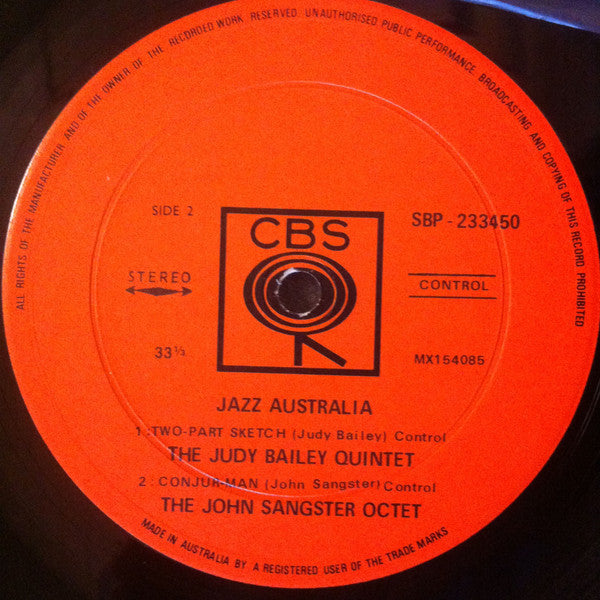 ALL RIGHTS OF THE MANUFACTURER AND OF THE OWNER OF THE RECORDED WORK RESERVED. UNAUTHORISED PUBLIC PERFORMANCE, BROADCASTING AND COPYING OF THIS RECORD PROHIBITED
SIDE 2
CBS
SBP - 233450
STEREO
CONTROL
33⅓
MX154085
JAZZ AUSTRALIA
1 : TWO-PART SKETCH (Judy Bailey) Control
THE JUDY BAILEY QUINTET
2 : CONJUR-MAN (John Sangster) Control
THE JOHN SANGSTER OCTET
MADE IN AUSTRALIA BY A REGISTERED USER OF THE TRADE MARKS